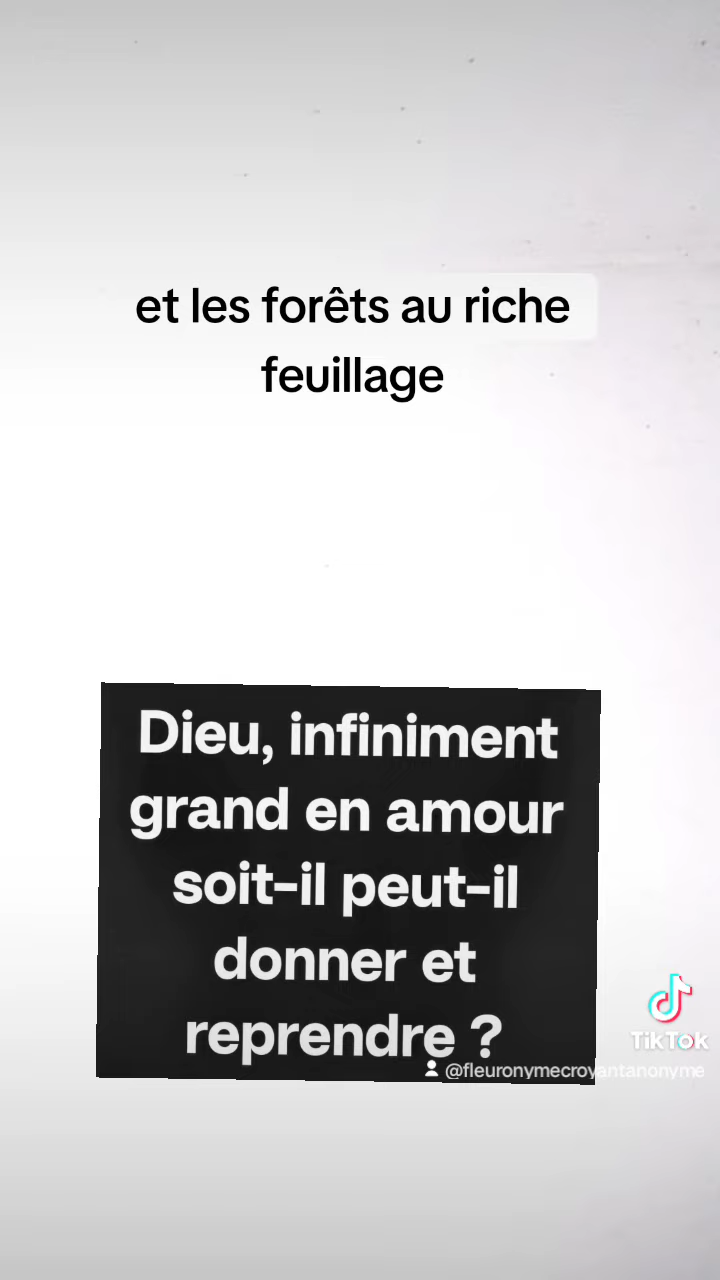 et les forêts au riche
feuillage
Dieu, infiniment
grand en amour
soit-il peut-il
donner et
reprendre ?
TikTok
@fleuronymecroyantanonyme